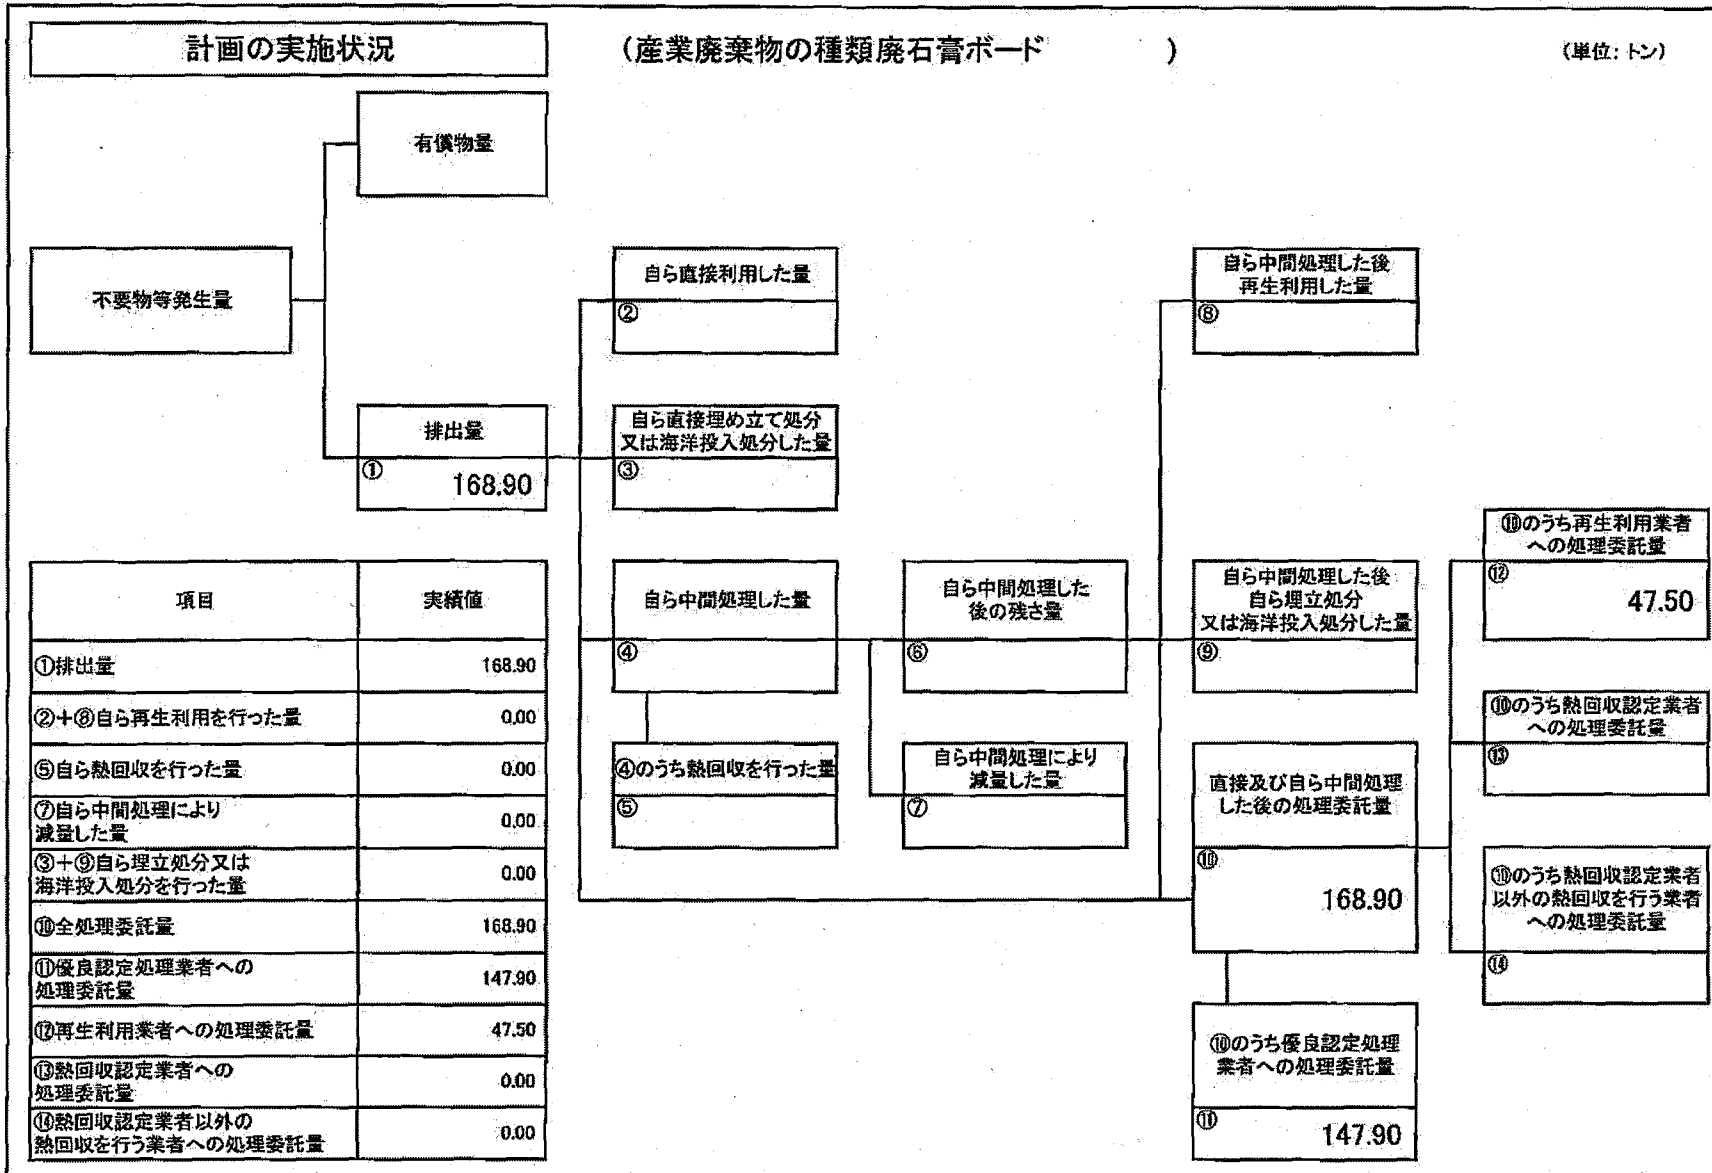 計画の実施状況
(産業廃棄物の種類廃石膏ボード )
(単位:トン)
有償物量
不要物等発生量
自ら直接利用した量
②
自ら中間処理した後
再生利用した量
⑧
排出量
① 168.90
自ら直接埋め立て処分
又は海洋投入処分した量
③
⑩のうち再生利用業者
への処理委託量
⑫ 47.50
自ら中間処理した量
④
自ら中間処理した
後の残さ量
⑥
自ら中間処理した後
自ら埋立処分
又は海洋投入処分した量
⑨
⑩のうち熱回収認定業者
への処理委託量
⑬
④のうち熱回収を行った量
⑤
自ら中間処理により
減量した量
⑦
直接及び自ら中間処理
した後の処理委託量
⑩ 168.90
⑩のうち熱回収認定業者
以外の熱回収を行う業者
への処理委託量
⑭
⑩のうち優良認定処理
業者への処理委託量
⑪ 147.90
項目 実績値
①排出量 168.90
②+⑧自ら再生利用を行った量 0.00
⑤自ら熱回収を行った量 0.00
⑦自ら中間処理により
減量した量 0.00
③+⑨自ら埋立処分又は
海洋投入処分を行った量 0.00
⑩全処理委託量 168.90
⑪優良認定処理業者への
処理委託量 147.90
⑫再生利用業者への処理委託量 47.50
⑬熱回収認定業者への
処理委託量 0.00
⑭熱回収認定業者以外の
熱回収を行う業者への処理委託量 0.00